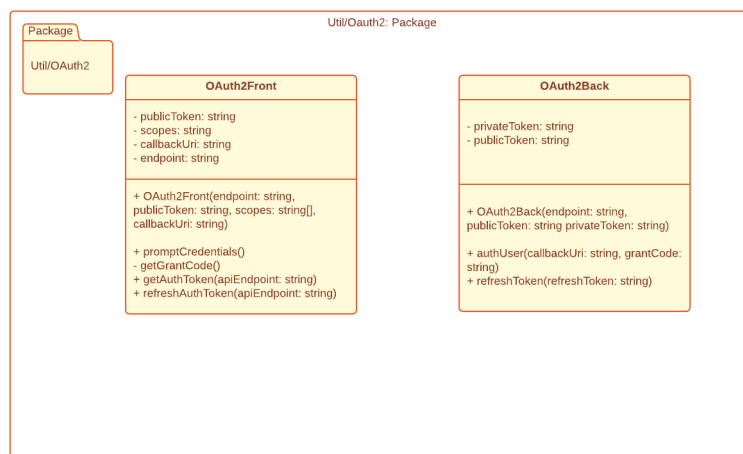 Util/Oauth2: Package
Package
Util/OAuth2
OAuth2Front
- publicToken: string
- scopes: string
- callbackUri: string
- endpoint: string
+ OAuth2Front(endpoint: string,
publicToken: string, scopes: string[],
callbackUri: string)
+ promptCredentials()
- getGrantCode()
+ getAuthToken(apiEndpoint: string)
+ refreshAuthToken(apiEndpoint: string)
OAuth2Back
- privateToken: string
- publicToken: string
+ OAuth2Back(endpoint: string,
publicToken: string privateToken: string)
+ authUser(callbackUri: string, grantCode:
string)
+ refreshToken(refreshToken: string)